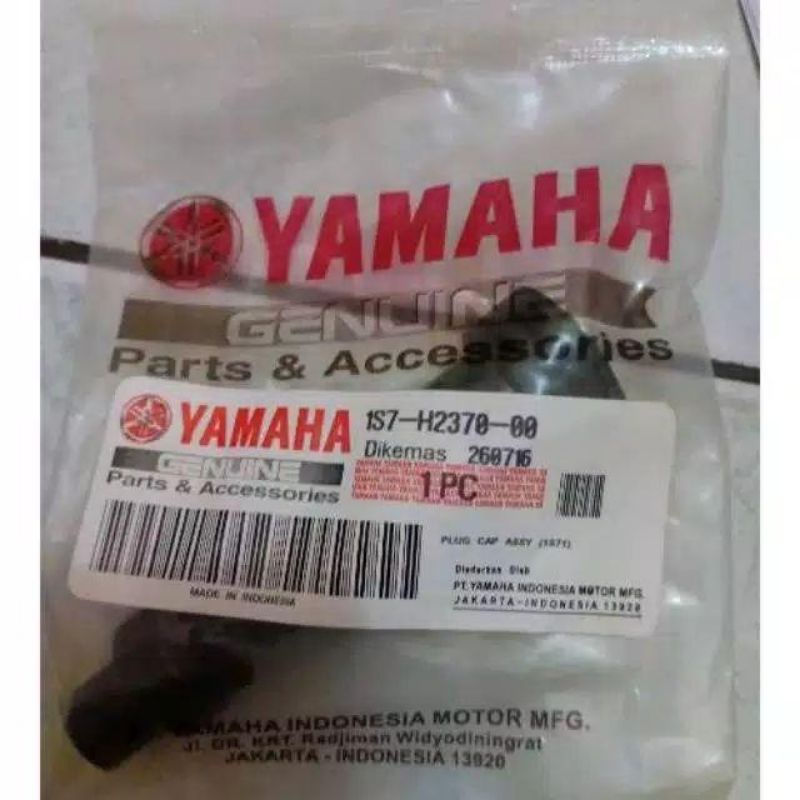 YAMAHA
GENUINE
Parts & Accessories
YAMAHA
GENUINE
Parts & Accessories
1S7-H2370-00
Dikemas 260716
1 PC
PLUG CAP ASSY (1S71)
Diedarkan Oleh
PT.YAMAHA INDONESIA MOTOR MFG.
JAKARTA-INDONESIA 13920
MADE IN INDONESIA
YAMAHA INDONESIA MOTOR MFG.
Jl. DR. KRT. Radjiman Widyodiningrat
JAKARTA - INDONESIA 13920